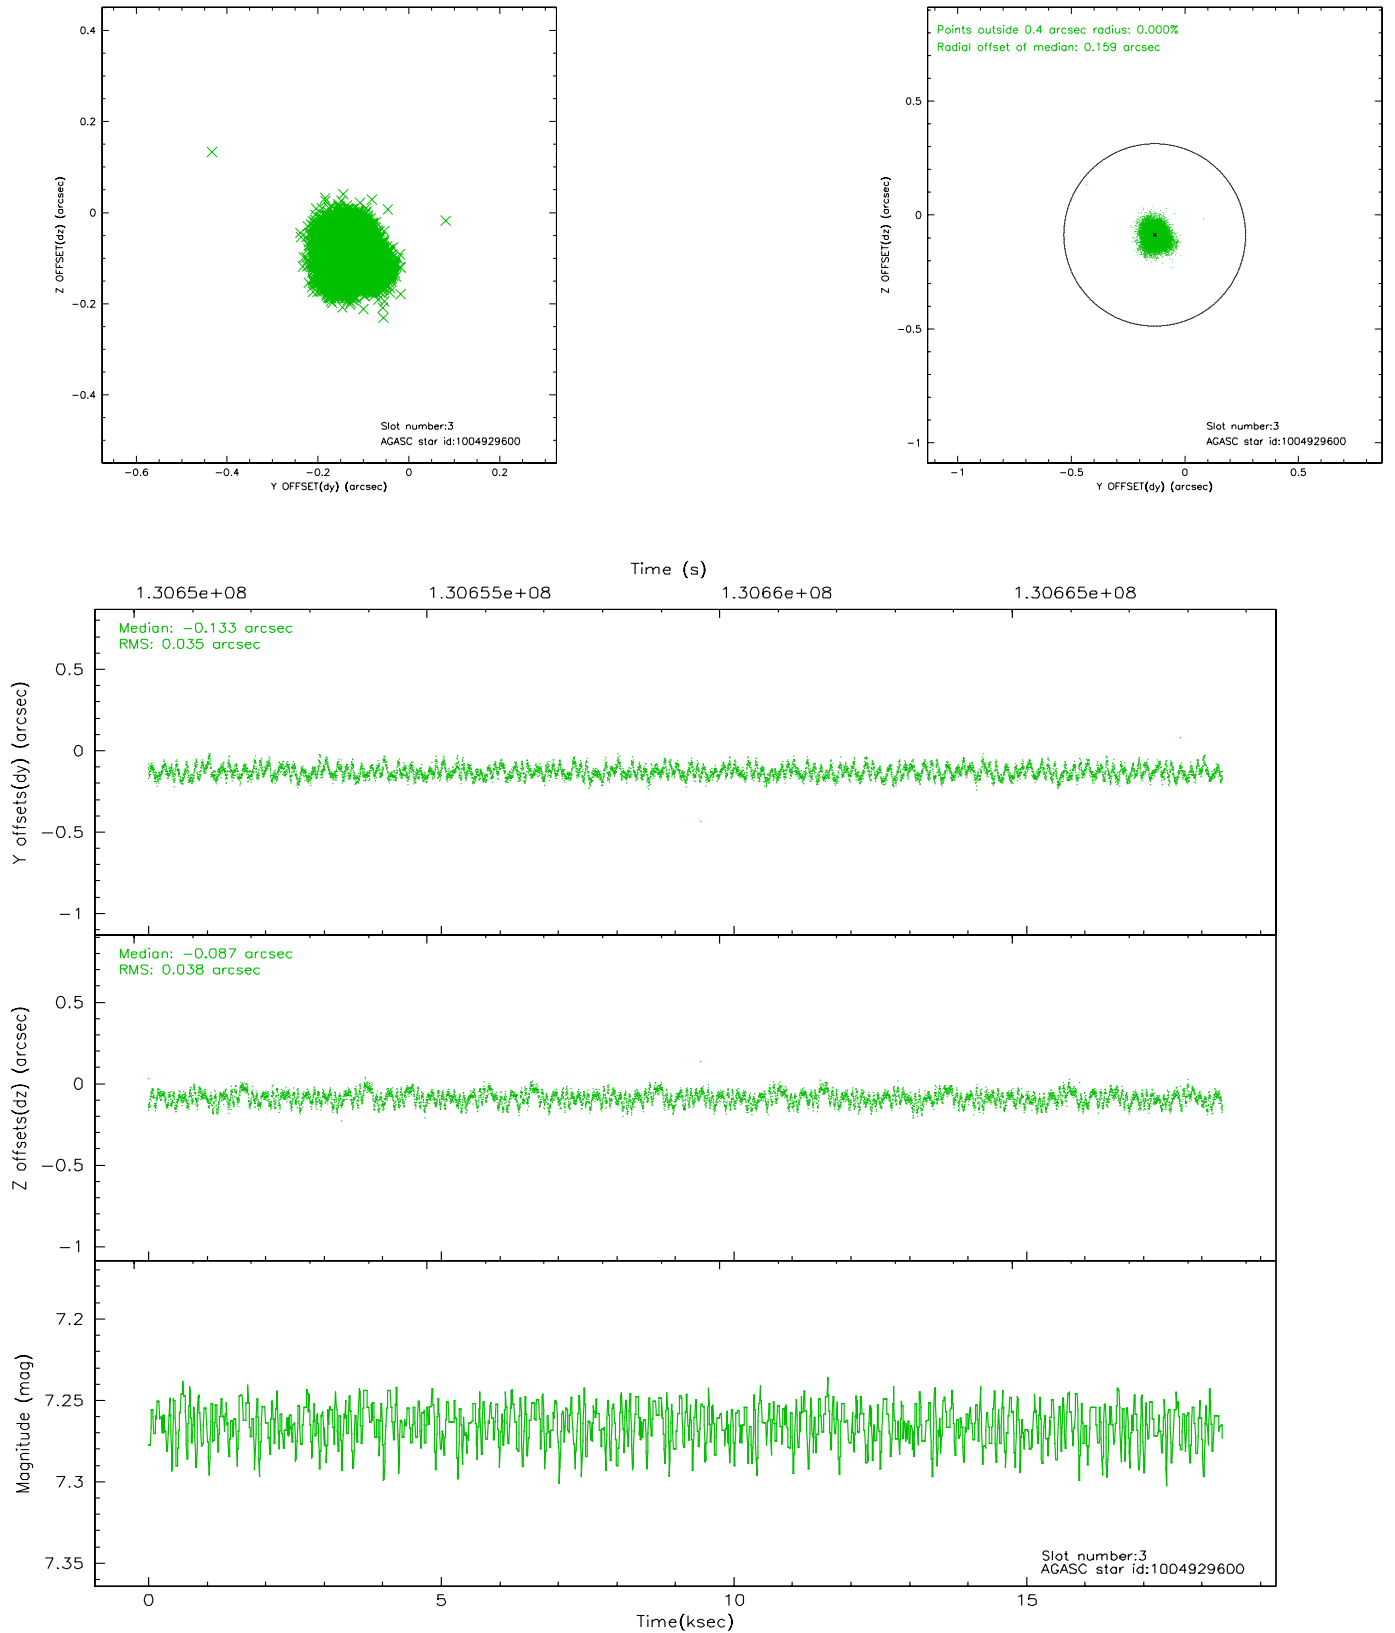 0.4
0.2
0
−0.2
−0.4
Z OFFSET(dz) (arcsec)
−0.6 −0.4 −0.2 0 0.2
Y OFFSET(dy) (arcsec)
Slot number:3
AGASC star id:1004929600
Points outside 0.4 arcsec radius: 0.000%
Radial offset of median: 0.159 arcsec
0.5
0
−0.5
−1
Z OFFSET(dz) (arcsec)
−1 −0.5 0 0.5
Y OFFSET(dy) (arcsec)
Slot number:3
AGASC star id:1004929600
Time (s)
1.3065e+08 1.30655e+08 1.3066e+08 1.30665e+08
Median: −0.133 arcsec
RMS: 0.035 arcsec
0.5
0
−0.5
−1
Y offsets(dy) (arcsec)
Median: −0.087 arcsec
RMS: 0.038 arcsec
0.5
0
−0.5
−1
Z offsets(dz) (arcsec)
7.2
7.25
7.3
7.35
Magnitude (mag)
Slot number:3
AGASC star id:1004929600
0 5 10 15
Time(ksec)